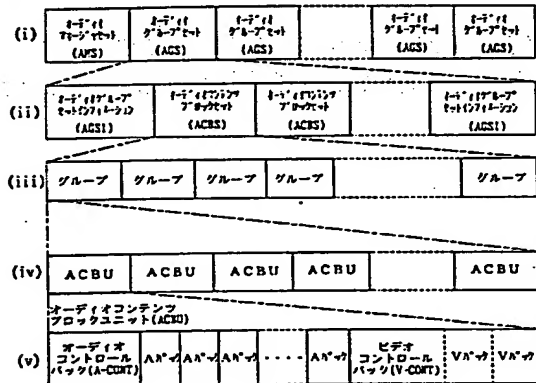 (i)
オーディオ
マネージャセット
(AMS)
オーディオ
グループセット
(AGS)
オーディオ
グループセット
(AGS)
オーディオ
(AGS)
オーディオ
グループセット
(AGS)
(ii)
オーディオグループ
セットインフォメーション
(AGSI)
オーディオコンテンツ
ブロックセット
(ACBS)
オーディオコンテンツ
ブロックセット
(ACBS)
オーディオグループ
セットインフォメーション
(AGSI)
(iii)
グループ
グループ
グループ
グループ
グループ
(iv)
ACBU
ACBU
ACBU
ACBU
ACBU
オーディオコンテンツ
ブロックユニット(ACBU)
(v)
オーディオ
コントロール
パック(A-CONT)
Aパック
Aパック
Aパック
Aパック
ビデオ
コントロール
パック(V-CONT)
Vパック
Vパック